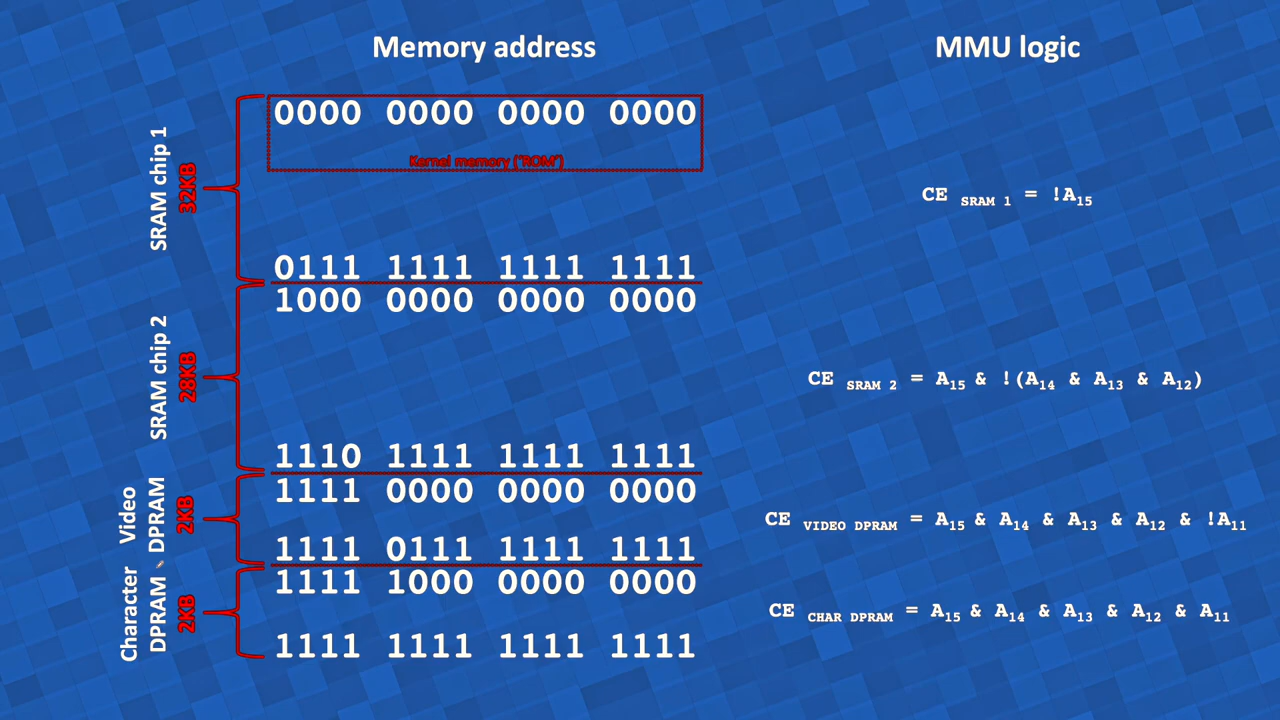 Memory address
MMU logic
SRAM chip 1
32KB
0000 0000 0000 0000
Kernel memory ("ROM")
0111 1111 1111 1111
CE SRAM 1 = !A15
SRAM chip 2
28KB
1000 0000 0000 0000
1110 1111 1111 1111
CE SRAM 2 = A15 & !(A14 & A13 & A12)
Video
DPRAM
2KB
1111 0000 0000 0000
1111 0111 1111 1111
CE VIDEO DPRAM = A15 & A14 & A13 & A12 & !A11
Character
DPRAM
2KB
1111 1000 0000 0000
1111 1111 1111 1111
CE CHAR DPRAM = A15 & A14 & A13 & A12 & A11